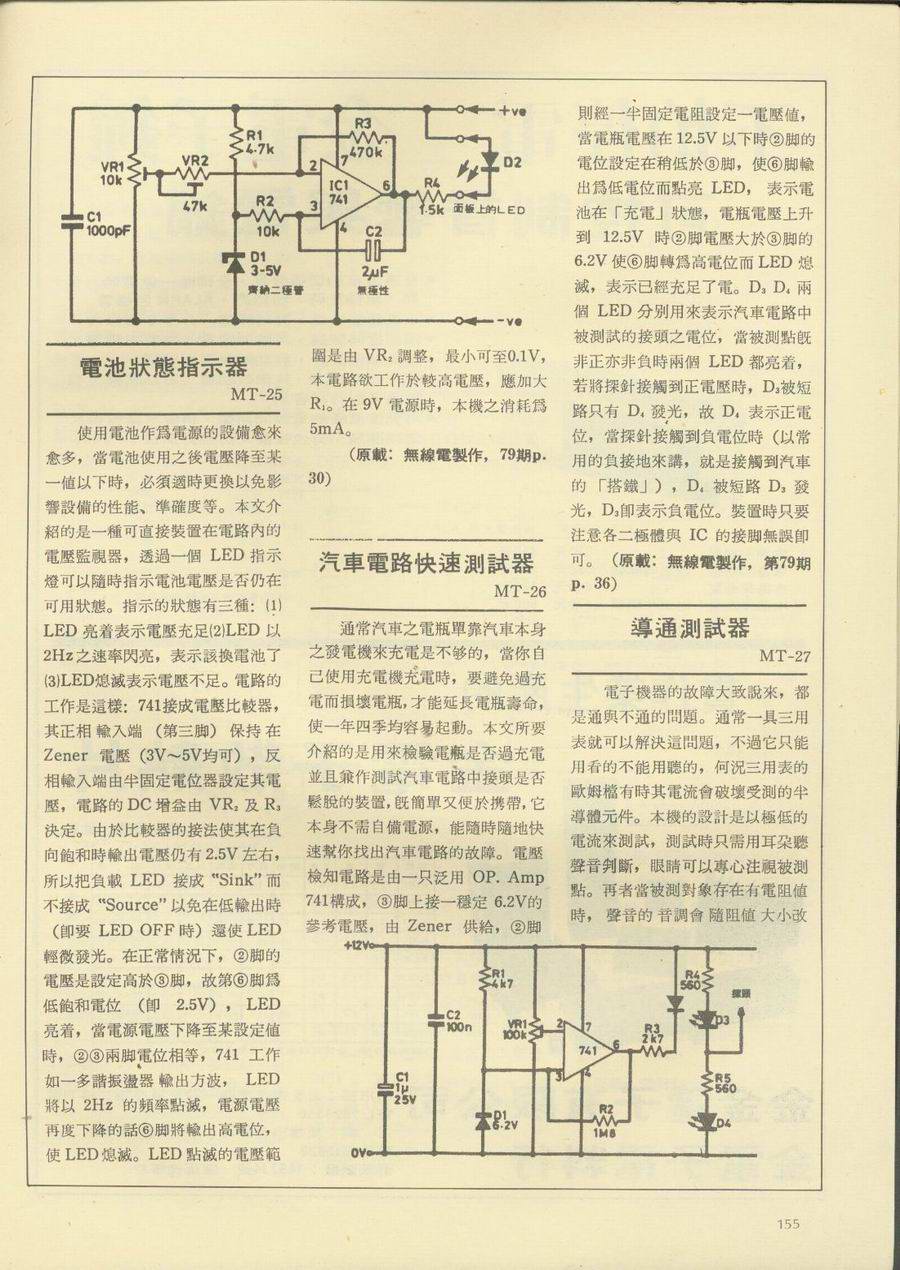 +ve
R3
470k
R1
4.7k
VR1
10k
VR2
47k
2
7
IC1
741
6
3
4
R4
1.5k
D2
面板上的LED
R2
10k
C1
1000pF
C2
2μF
無極性
D1
3-5V
齊納二極管
-ve
電池狀態指示器
MT-25
使用電池作爲電源的設備愈來
愈多，當電池使用之後電壓降至某
一値以下時，必須適時更換以免影
響設備的性能、準確度等。本文介
紹的是一種可直接裝置在電路內的
電壓監視器，透過一個 LED 指示
燈可以隨時指示電池電壓是否仍在
可用狀態。指示的狀態有三種：⑴
LED 亮着表示電壓充足⑵LED 以
2Hz之速率閃亮，表示該換電池了
⑶LED熄滅表示電壓不足。電路的
工作是這樣：741接成電壓比較器，
其正相輸入端（第三脚）保持在
Zener 電壓（3V～5V均可），反
相輸入端由半固定電位器設定其電
壓，電路的DC增益由 VR₂ 及 R₃
決定。由於比較器的接法使其在負
向飽和時輸出電壓仍有2.5V左右，
所以把負載 LED 接成 “Sink”而
不接成“Source”以免在低輸出時
（卽要 LED OFF時）還使 LED
輕微發光。在正常情況下，②脚的
電壓是設定高於③脚，故第⑥脚爲
低飽和電位（卽 2.5V），LED
亮着，當電源電壓下降至某設定値
時，②③兩脚電位相等，741 工作
如一多諧振盪器輸出方波， LED
將以 2Hz 的頻率點滅，電源電壓
再度下降的話⑥脚將輸出高電位，
使LED熄滅。LED點滅的電壓範
圍是由 VR₂ 調整，最小可至0.1V，
本電路欲工作於較高電壓，應加大
R₁。在 9V 電源時，本機之消耗爲
5mA。
（原載：無線電製作，79期p.
30）
汽車電路快速測試器
MT-26
通常汽車之電瓶單靠汽車本身
之發電機來充電是不够的，當你自
己使用充電機充電時，要避免過充
電而損壞電瓶，才能延長電瓶壽命，
使一年四季均容易起動。本文所要
介紹的是用來檢驗電瓶是否過充電
並且兼作測試汽車電路中接頭是否
鬆脫的裝置，旣簡單又便於携帶，它
本身不需自備電源，能隨時隨地快
速幫你找出汽車電路的故障。電壓
檢知電路是由一只泛用 OP. Amp
741構成，③脚上接一穩定 6.2V的
參考電壓，由 Zener 供給，②脚
則經一半固定電阻設定一電壓値，
當電瓶電壓在12.5V以下時②脚的
電位設定在稍低於③脚，使⑥脚輸
出爲低電位而點亮 LED， 表示電
池在「充電」狀態，電瓶電壓上升
到 12.5V 時②脚電壓大於③脚的
6.2V使⑥脚轉爲高電位而LED熄
滅，表示已經充足了電。D₃ D₄ 兩
個 LED 分別用來表示汽車電路中
被測試的接頭之電位，當被測點旣
非正亦非負時兩個 LED 都亮着，
若將探針接觸到正電壓時，D₃被短
路只有 D₄ 發光，故 D₄ 表示正電
位，當探針接觸到負電位時（以常
用的負接地來講，就是接觸到汽車
的「搭鐵」），D₄ 被短路 D₃ 發
光，D₃卽表示負電位。裝置時只要
注意各二極體與 IC 的接脚無誤卽
可。（原載：無線電製作，第79期
p. 36）
導通測試器
MT-27
電子機器的故障大致說來，都
是通與不通的問題。通常一具三用
表就可以解決這問題，不過它只能
用看的不能用聽的，何況三用表的
歐姆檔有時其電流會破壞受測的半
導體元件。本機的設計是以極低的
電流來測試，測試時只需用耳朵聽
聲音判斷，眼睛可以專心注視被測
點。再者當被測對象存在有電阻値
時，聲音的音調會隨阻値大小改
+12V
R1
4k7
C2
100n
VR1
100k
2
7
741
6
3
4
R3
2k7
R4
560
探頭
D3
C1
1μ
25V
D1
6.2V
R2
1M8
R5
560
D4
0V
155